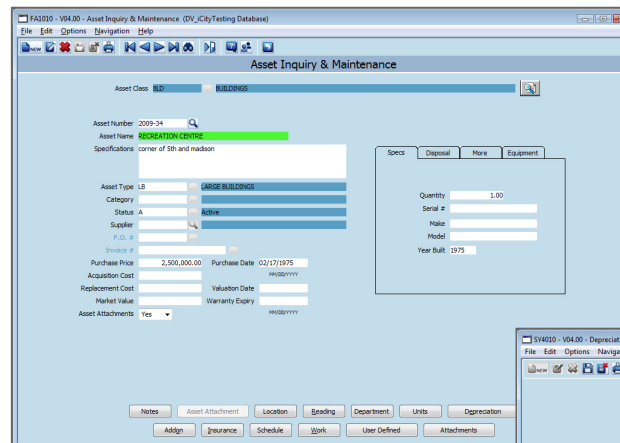 FA1010 - V04.00 - Asset Inquiry & Maintenance (DV_iCityTesting Database)
File Edit Options Navigation Help
NEW
Asset Inquiry & Maintenance
Asset Class BLD BUILDINGS
Asset Number 2009-34
Asset Name RECREATION CENTRE
Specifications corner of 5th and madison
Specs Disposal More Equipment
Asset Type LB LARGE BUILDINGS
Category
Quantity 1.00
Status A Active
Serial #
Supplier
Make
P.O. #
Model
Invoice #
Year Built 1975
Purchase Price 2,500,000.00 Purchase Date 02/17/1975
Acquisition Cost MM/DD/YYYY
Replacement Cost Valuation Date
Market Value Warranty Expiry
Asset Attachments Yes MM/DD/YYYY
SY4010 - V04.00 - Depreciat
File Edit Options Naviga
NEW
Notes Asset Attachment Location Reading Department Units Depreciation
Addon Insurance Schedule Work User Defined Attachments